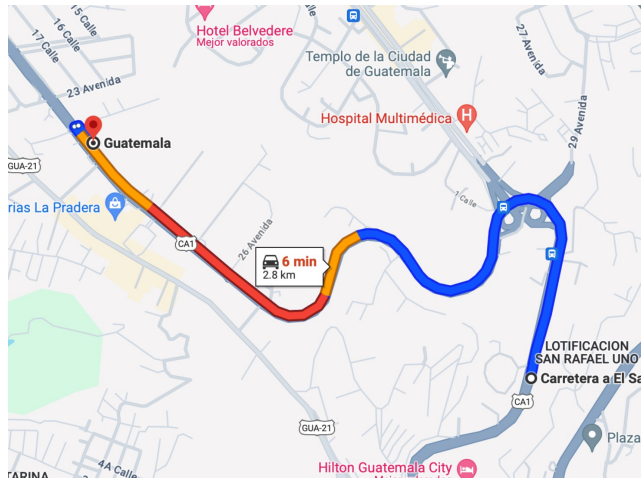 Hotel Belvedere
Mejor valorados
16 Calle
17 Calle
23 Avenida
Templo de la Ciudad
de Guatemala
27 Avenida
Hospital Multimédica
H
29 Avenida
Guatemala
GUA-21
rias La Pradera
1 Calle
CA1
26 Avenida
6 min
2.8 km
LOTIFICACION
SAN RAFAEL UNO
Carretera a El Sa
CA1
GUA-21
Plaza
4A Calle
TARINA
Hilton Guatemala City